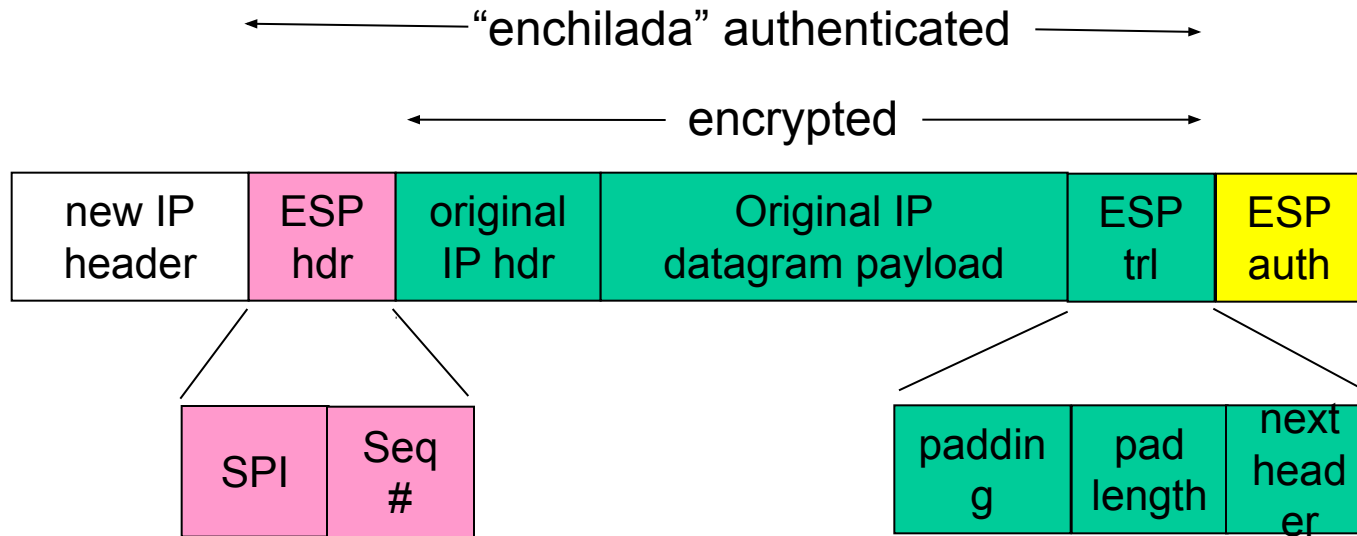 “enchilada” authenticated
encrypted
new IP
header
ESP
hdr
original
IP hdr
Original IP
datagram payload
ESP
trl
ESP
auth
SPI
Seq
#
paddin
g
pad
length
next
head
er